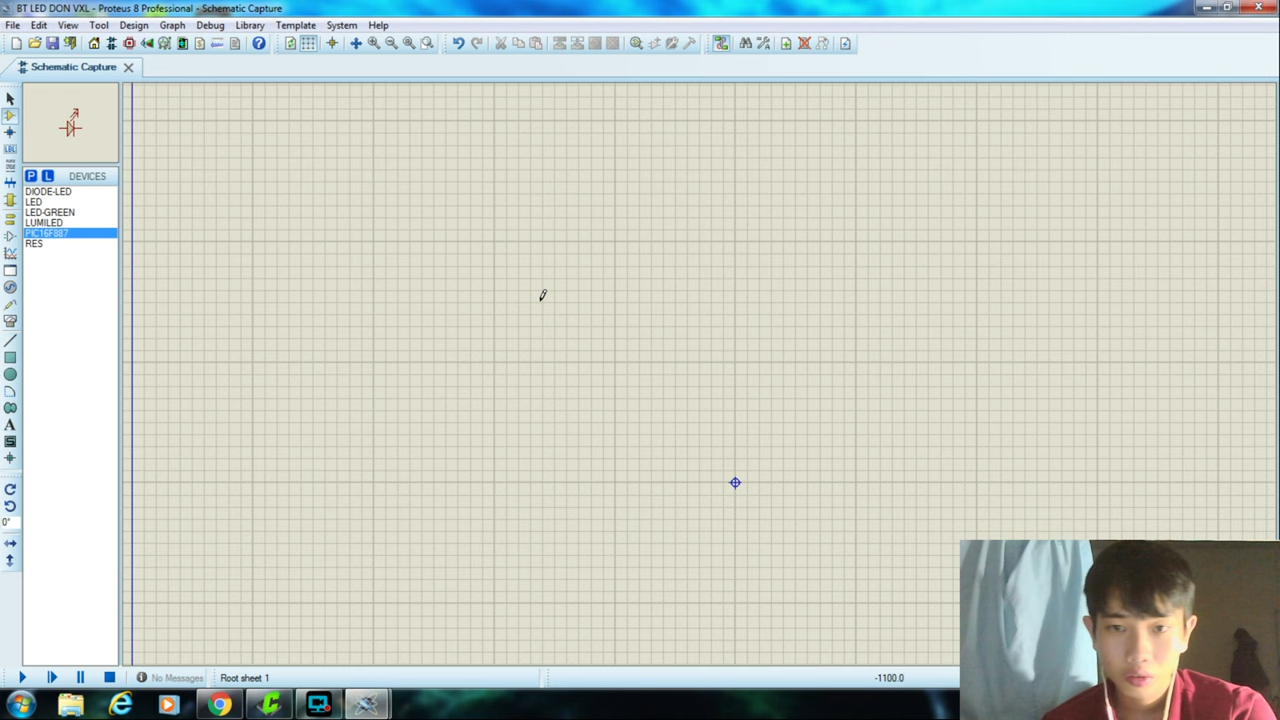 BT LED DON VXL - Proteus 8 Professional - Schematic Capture
File Edit View Tool Design Graph Debug Library Template System Help
Schematic Capture
P L DEVICES
DIODE-LED
LED
LED-GREEN
LUMILED
PIC16F887
RES
LBL
A
S
0°
No Messages Root sheet 1 -1100.0